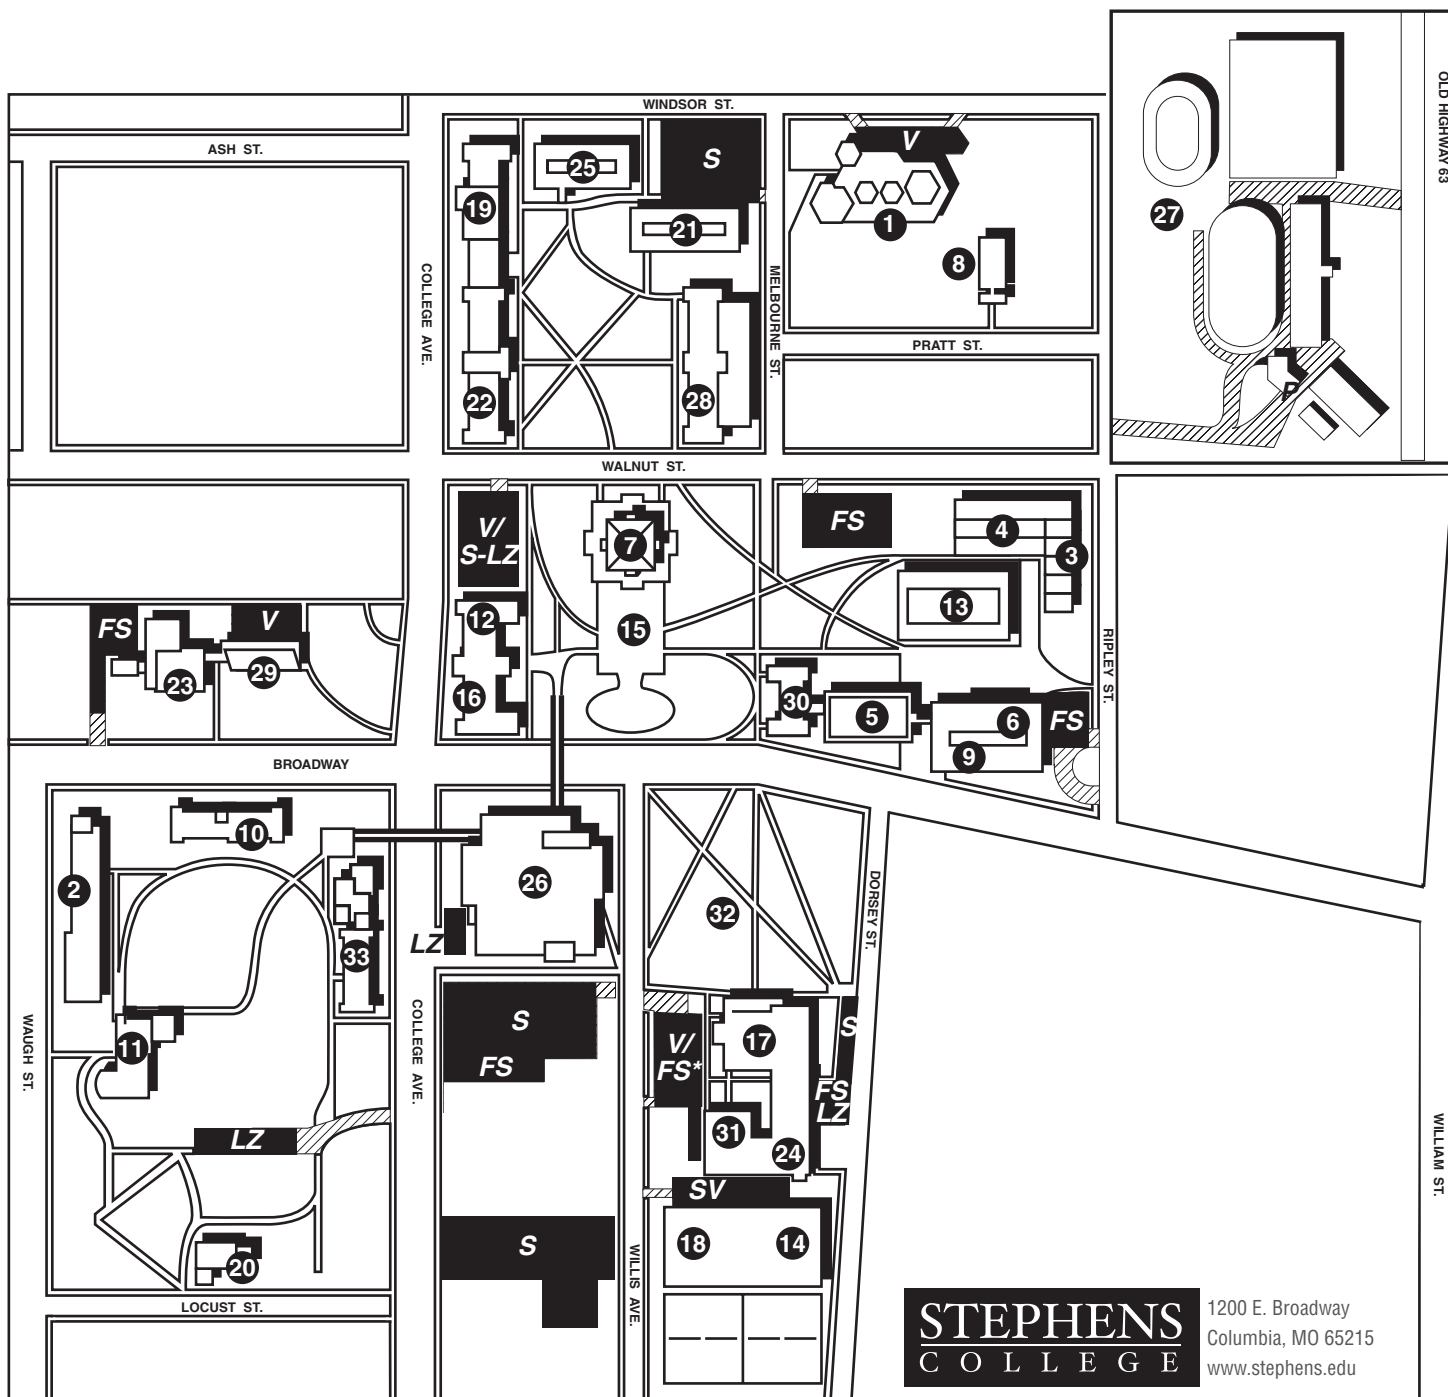 WINDSOR ST.
OLD HIGHWAY 63
ASH ST.
V
S
25
19
27
21
1
8
COLLEGE AVE.
MELBOURNE ST.
PRATT ST.
P
22
28
WALNUT ST.
V/
S-LZ
FS
7
4
3
FS
V
12
15
13
RIPLEY ST.
23
29
16
30
5
6
FS
9
BROADWAY
10
2
26
32
DORSEY ST.
LZ
33
WAUGH ST.
COLLEGE AVE.
S
FS
V/
FS*
17
S
11
FS
LZ
31
24
LZ
WILLIAM ST.
SV
S
18
14
20
WILLIS AVE.
LOCUST ST.
STEPHENS
COLLEGE
1200 E. Broadway
Columbia, MO 65215
www.stephens.edu